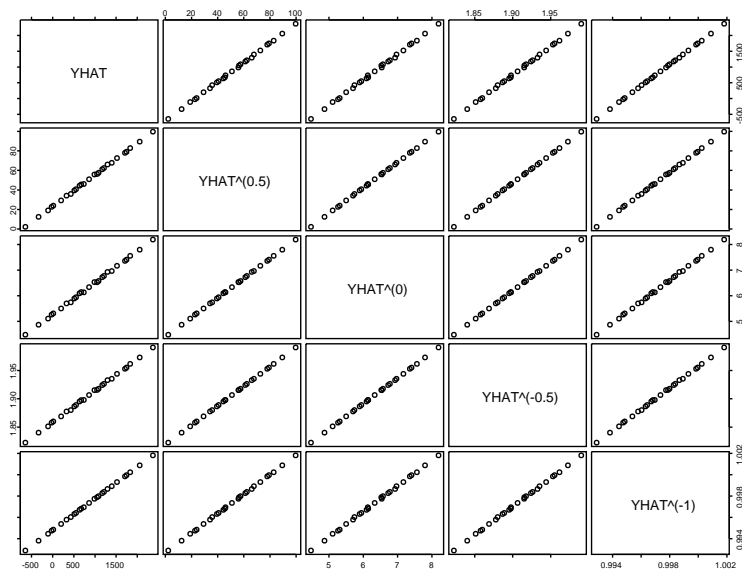 0 20 40 60 80 100
1.85 1.90 1.95
YHAT
-500 500 1500
0 20 40 60 80
YHAT^(0.5)
YHAT^(0)
5 6 7 8
1.85 1.90 1.95
YHAT^(-0.5)
YHAT^(-1)
0.994 0.998 1.002
-500 0 500 1500
5 6 7 8
0.994 0.998 1.002